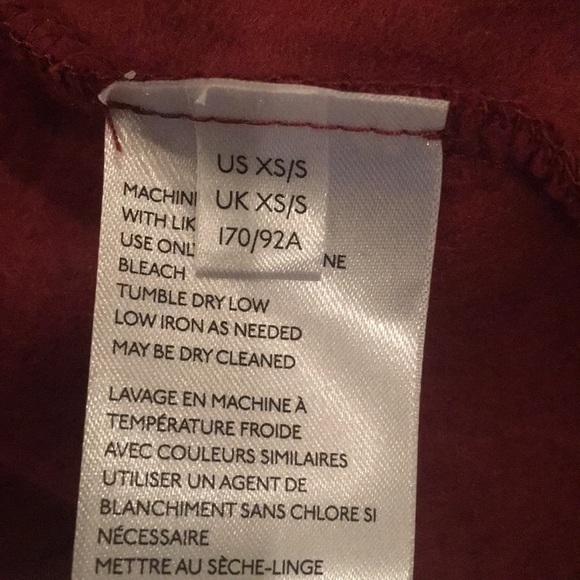 US XS/S
UK XS/S
170/92A
MACHIN
WITH LIK
USE ONL
NE
BLEACH
TUMBLE DRY LOW
LOW IRON AS NEEDED
MAY BE DRY CLEANED
LAVAGE EN MACHINE À
TEMPÉRATURE FROIDE
AVEC COULEURS SIMILAIRES
UTILISER UN AGENT DE
BLANCHIMENT SANS CHLORE SI
NÉCESSAIRE
METTRE AU SÈCHE-LINGE